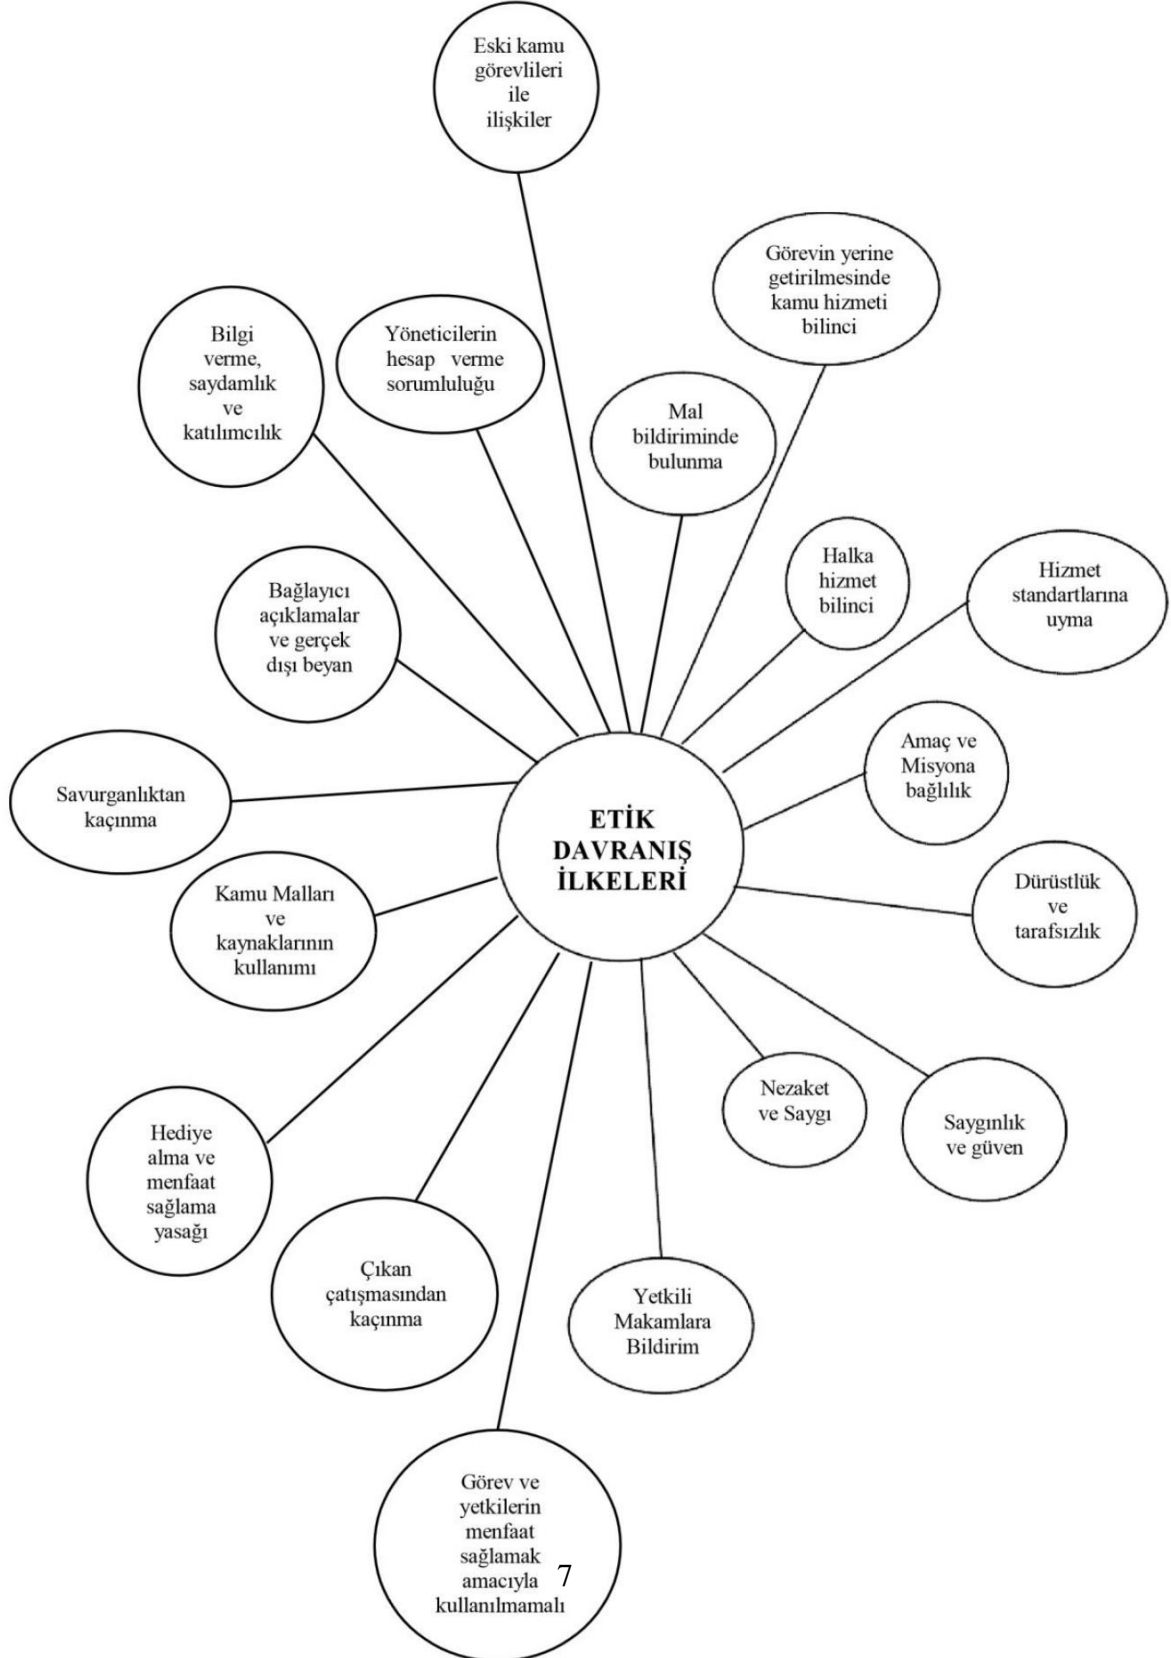 Eski kamu
görevlileri
ile
ilişkiler
Görevin yerine
getirilmesinde
kamu hizmeti
bilinci
Bilgi
verme,
saydamlık
ve
katılımcılık
Yöneticilerin
hesap verme
sorumluluğu
Mal
bildiriminde
bulunma
Halka
hizmet
bilinci
Hizmet
standartlarına
uyma
Bağlayıcı
açıklamalar
ve gerçek
dışı beyan
Amaç ve
Misyona
bağlılık
Savurganlıktan
kaçınma
ETİK
DAVRANIŞ
İLKELERİ
Kamu Malları
ve
kaynaklarının
kullanımı
Dürüstlük
ve
tarafsızlık
Nezaket
ve Saygı
Saygınlık
ve güven
Hediye
alma ve
menfaat
sağlama
yasağı
Çıkan
çatışmasından
kaçınma
Yetkili
Makamlara
Bildirim
Görev ve
yetkilerin
menfaat
sağlamak
amacıyla
kullanılmamalı
7